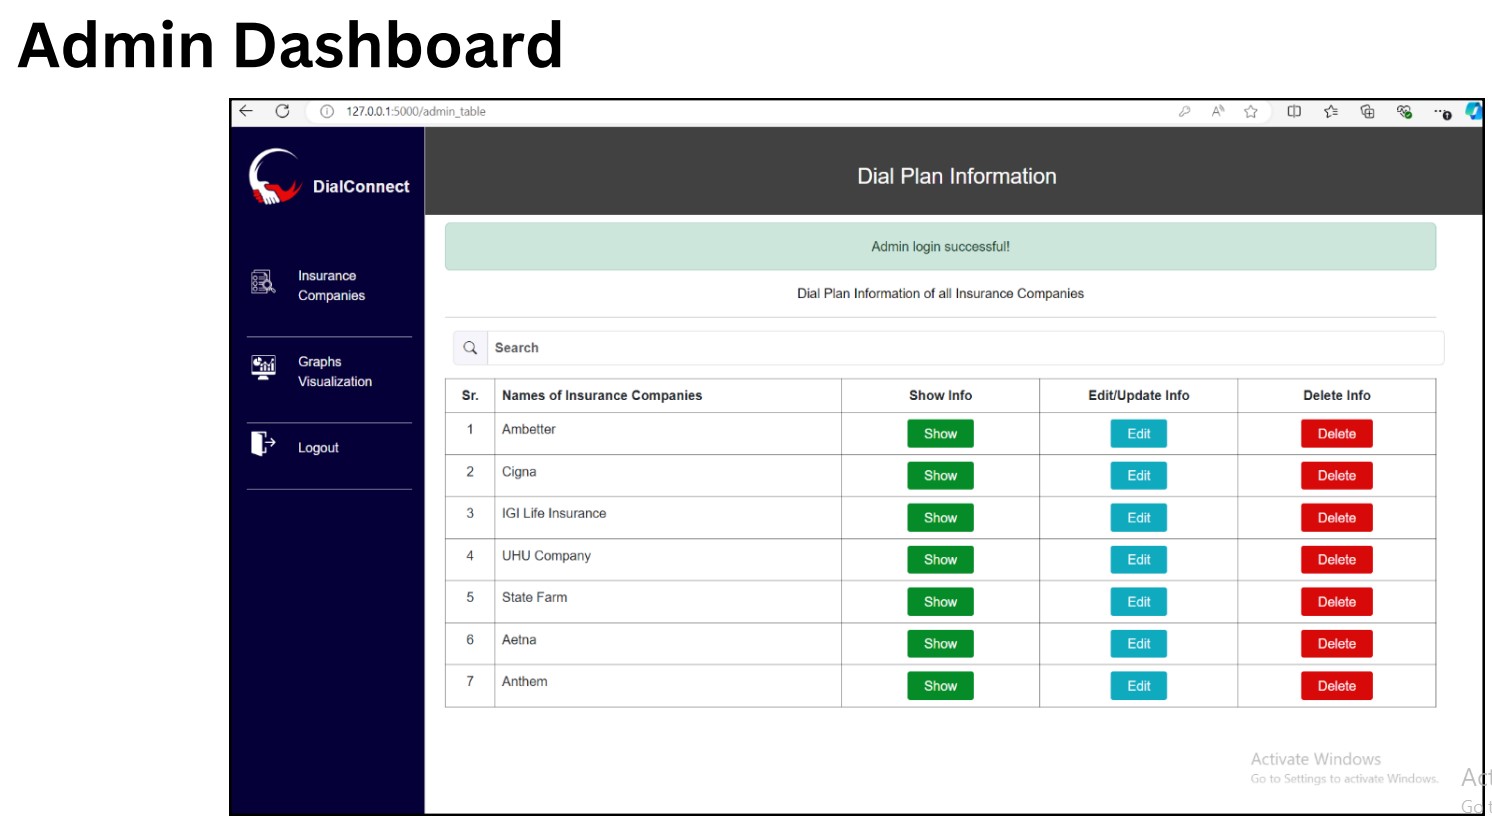 Admin Dashboard
127.0.0.1:5000/admin_table
DialConnect
Dial Plan Information
Insurance
Companies
Graphs
Visualization
Logout
Admin login successful!
Dial Plan Information of all Insurance Companies
Search
Sr. Names of Insurance Companies Show Info Edit/Update Info Delete Info
1 Ambetter Show Edit Delete
2 Cigna Show Edit Delete
3 IGI Life Insurance Show Edit Delete
4 UHU Company Show Edit Delete
5 State Farm Show Edit Delete
6 Aetna Show Edit Delete
7 Anthem Show Edit Delete
Activate Windows
Go to Settings to activate Windows.